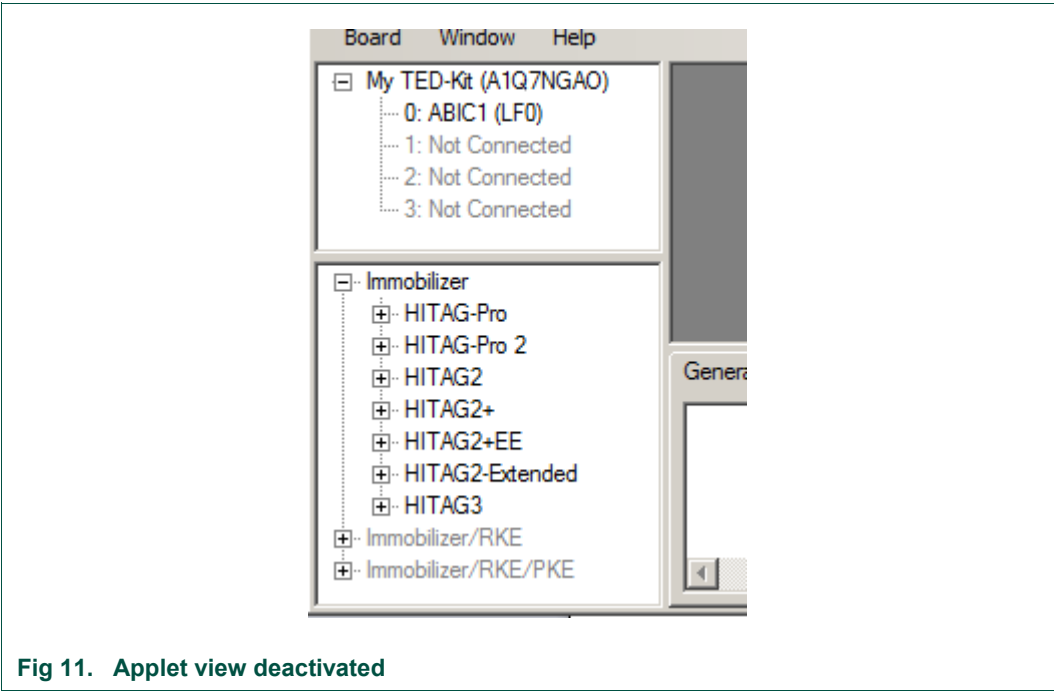 Board Window Help
My TED-Kit (A1Q7NGAO)
0: ABIC1 (LF0)
1: Not Connected
2: Not Connected
3: Not Connected
Immobilizer
HITAG-Pro
HITAG-Pro 2
HITAG2
HITAG2+
HITAG2+EE
HITAG2-Extended
HITAG3
Immobilizer/RKE
Immobilizer/RKE/PKE
Genera
Fig 11. Applet view deactivated